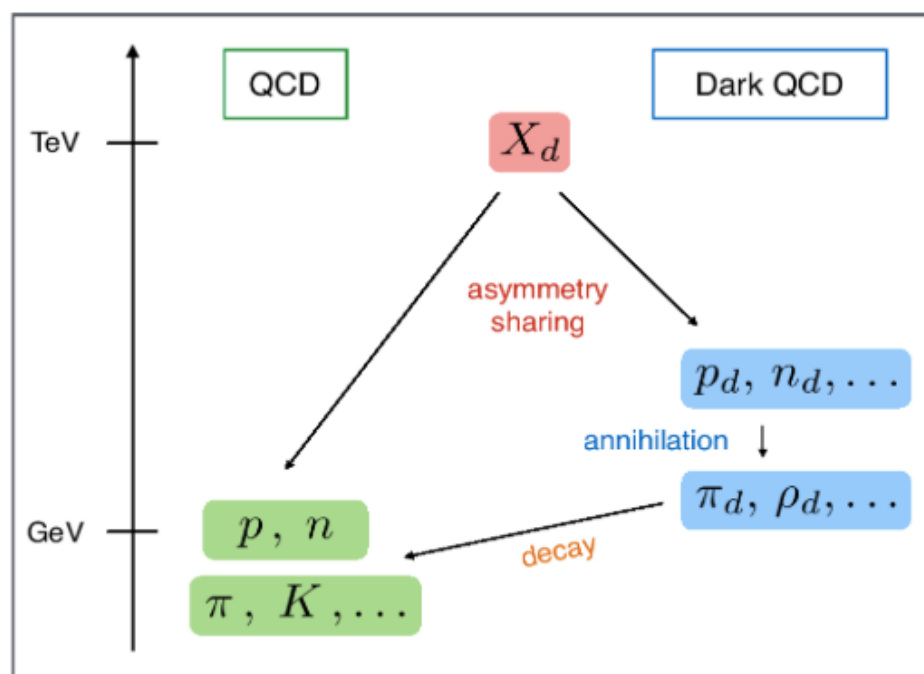 QCD
Dark QCD
TeV
X_d
asymmetry
sharing
p_d, n_d, ...
annihilation
π_d, ρ_d, ...
GeV
p , n
decay
π , K , ...